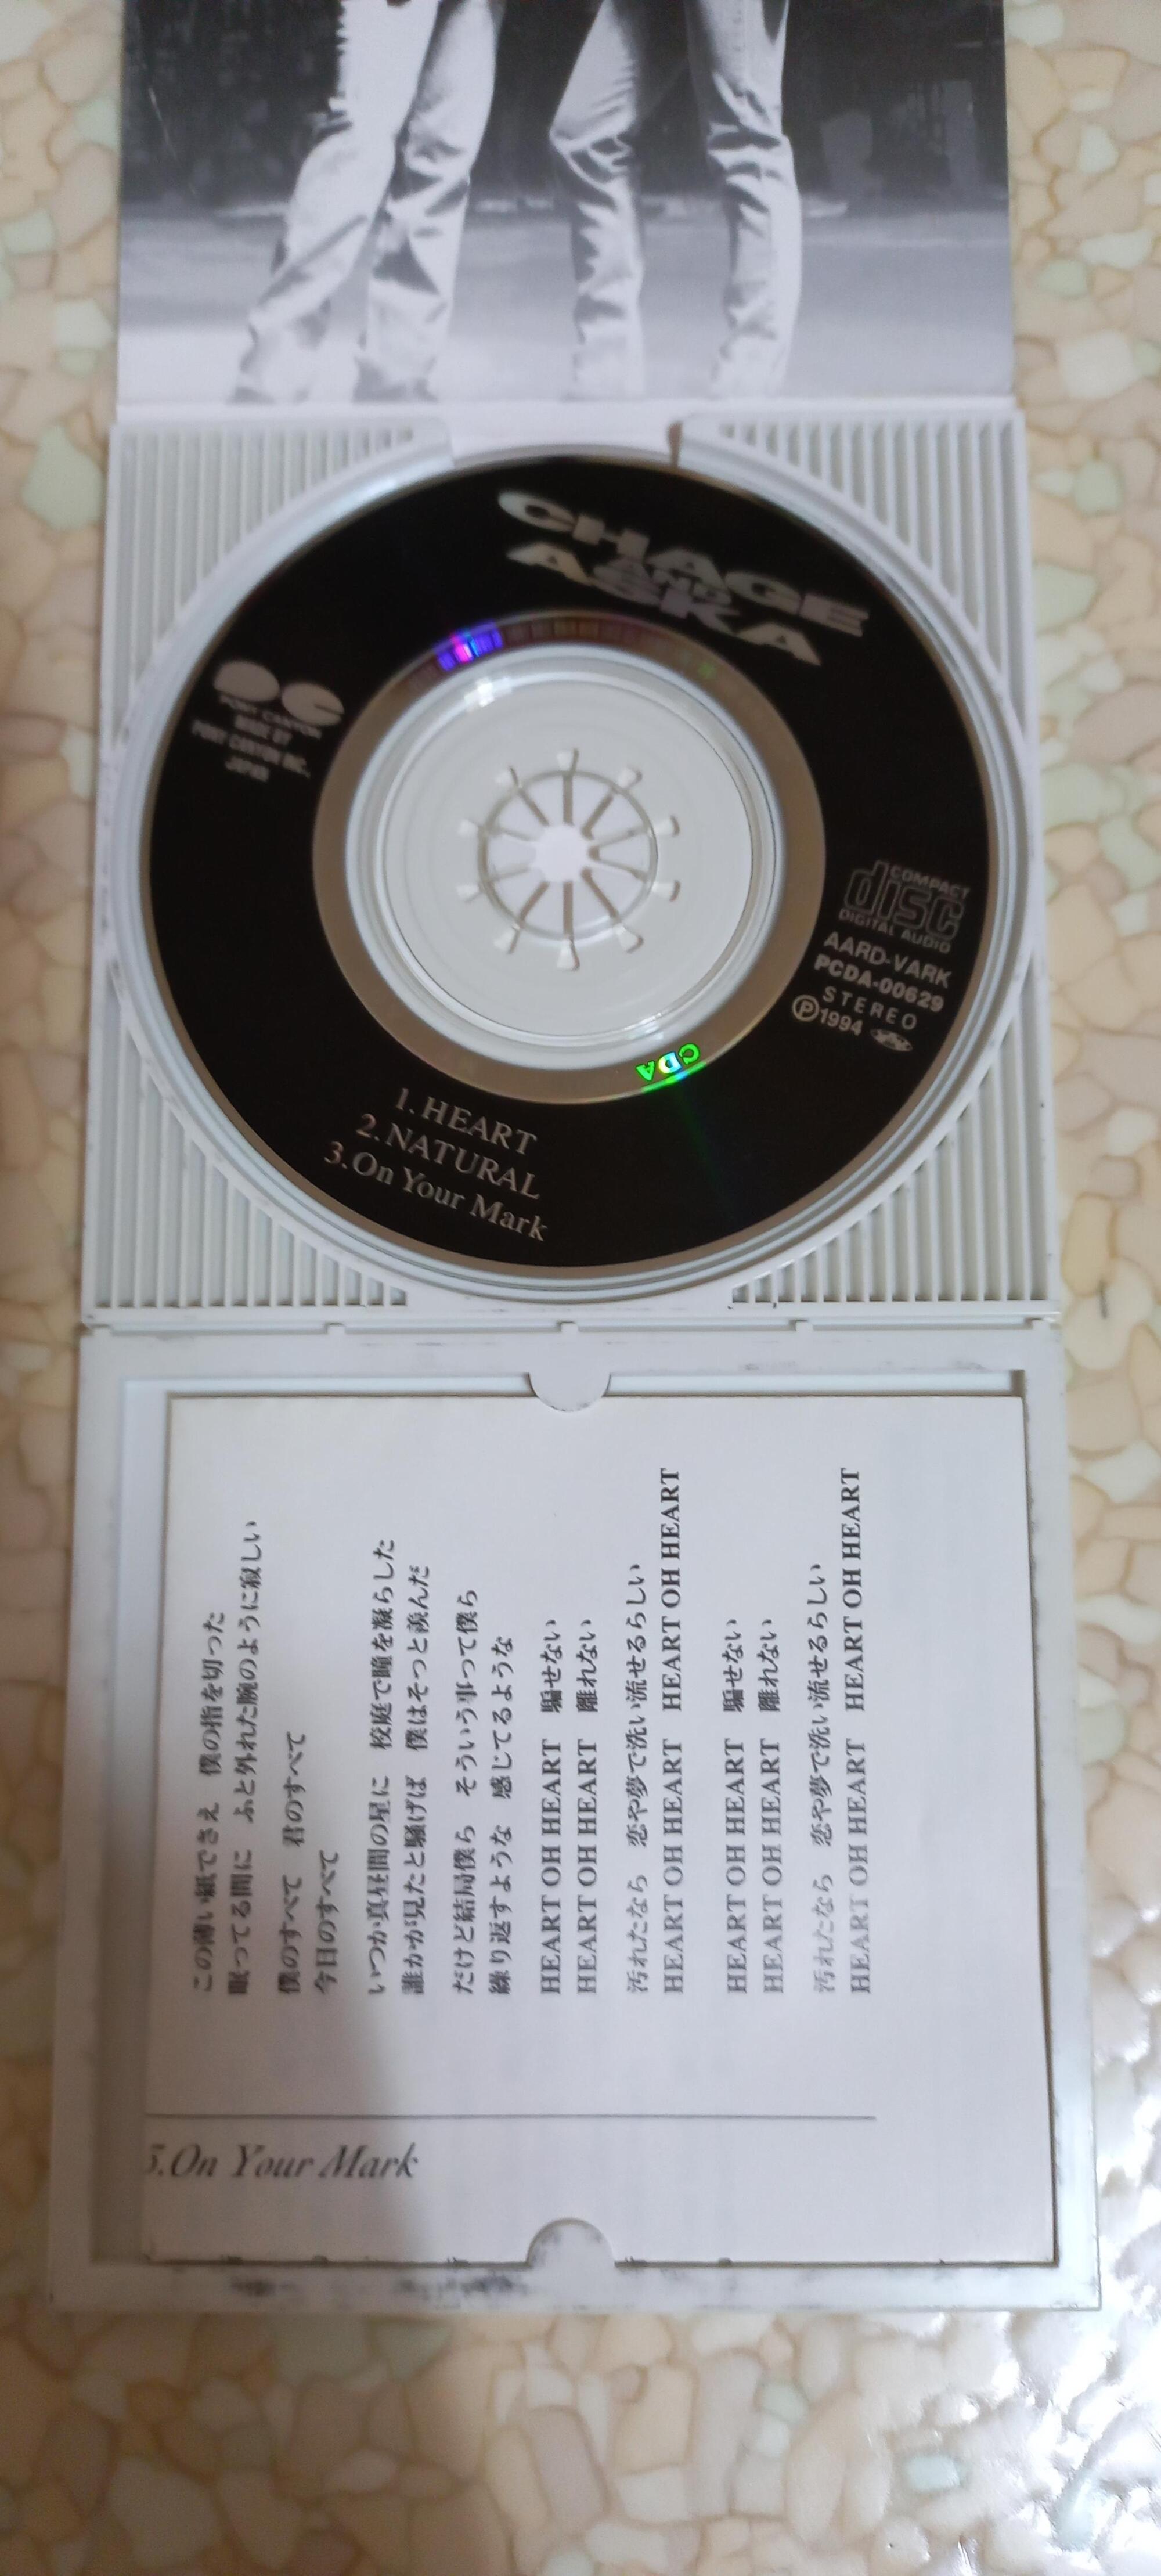 CHAGE
AND
ASKA
PONY CANYON
MADE BY
PONY CANYON INC.
JAPAN
COMPACT
disc
DIGITAL AUDIO
AARD-VARK
PCDA-00629
STEREO
Ⓟ1994
CDA
1. HEART
2. NATURAL
3.On Your Mark
この薄い紙でさえ　僕の指を切った
眠ってる間に　ふと外れた腕のように寂しい
僕のすべて　君のすべて
今日のすべて
いつか真昼間の星に　校庭で瞳を凝らした
誰かが見たと騒げば　僕はそっと羨んだ
だけど結局僕ら　そういう事って僕ら
繰り返すような　感じてるような
HEART OH HEART　騙せない
HEART OH HEART　離れない
汚れたなら　恋や夢で洗い流せるらしい
HEART OH HEART　HEART OH HEART
HEART OH HEART　騙せない
HEART OH HEART　離れない
汚れたなら　恋や夢で洗い流せるらしい
HEART OH HEART　HEART OH HEART
3.On Your Mark